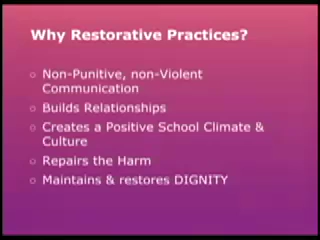 Why Restorative Practices?
Non-Punitive, non-Violent
Communication
Builds Relationships
Creates a Positive School Climate &
Culture
Repairs the Harm
Maintains & restores DIGNITY